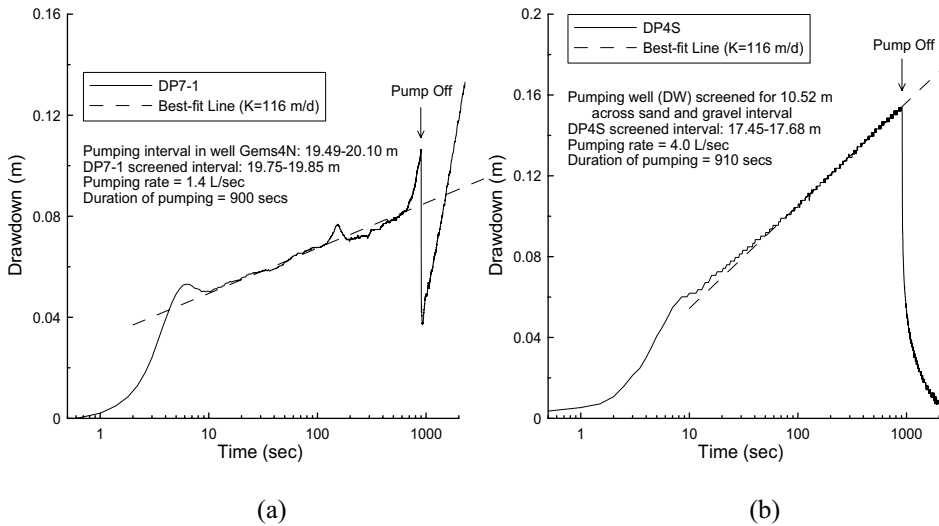 0.16
0.12
0.08
0.04
0
Drawdown (m)
DP7-1
Best-fit Line (K=116 m/d)
Pump Off
Pumping interval in well Gems4N: 19.49-20.10 m
DP7-1 screened interval: 19.75-19.85 m
Pumping rate = 1.4 L/sec
Duration of pumping = 900 secs
1 10 100 1000
Time (sec)
(a)
0.2
0.16
0.12
0.08
0.04
0
Drawdown (m)
DP4S
Best-fit Line (K=116 m/d)
Pump Off
Pumping well (DW) screened for 10.52 m
across sand and gravel interval
DP4S screened interval: 17.45-17.68 m
Pumping rate = 4.0 L/sec
Duration of pumping = 910 secs
1 10 100 1000
Time (sec)
(b)